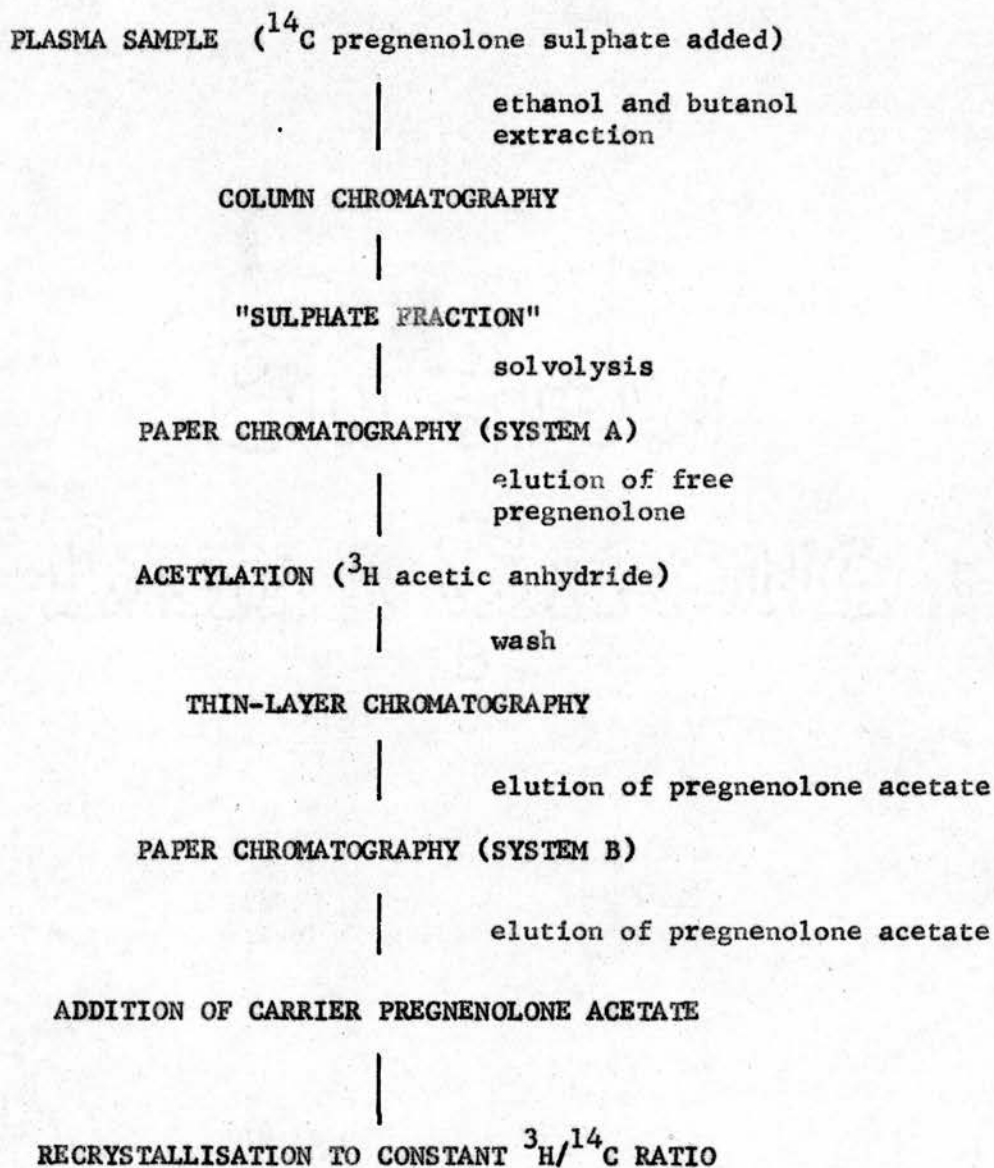 PLASMA SAMPLE (14C pregnenolone sulphate added)
ethanol and butanol
extraction
COLUMN CHROMATOGRAPHY
"SULPHATE FRACTION"
solvolysis
PAPER CHROMATOGRAPHY (SYSTEM A)
elution of free
pregnenolone
ACETYLATION (3H acetic anhydride)
wash
THIN-LAYER CHROMATOGRAPHY
elution of pregnenolone acetate
PAPER CHROMATOGRAPHY (SYSTEM B)
elution of pregnenolone acetate
ADDITION OF CARRIER PREGNENOLONE ACETATE
RECRYSTALLISATION TO CONSTANT 3H/14C RATIO